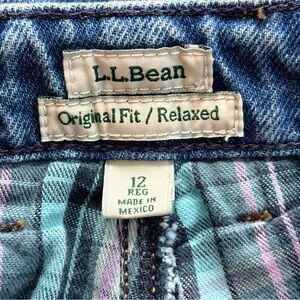 L.L.Bean
Original Fit / Relaxed
12
REG
MADE IN
MEXICO